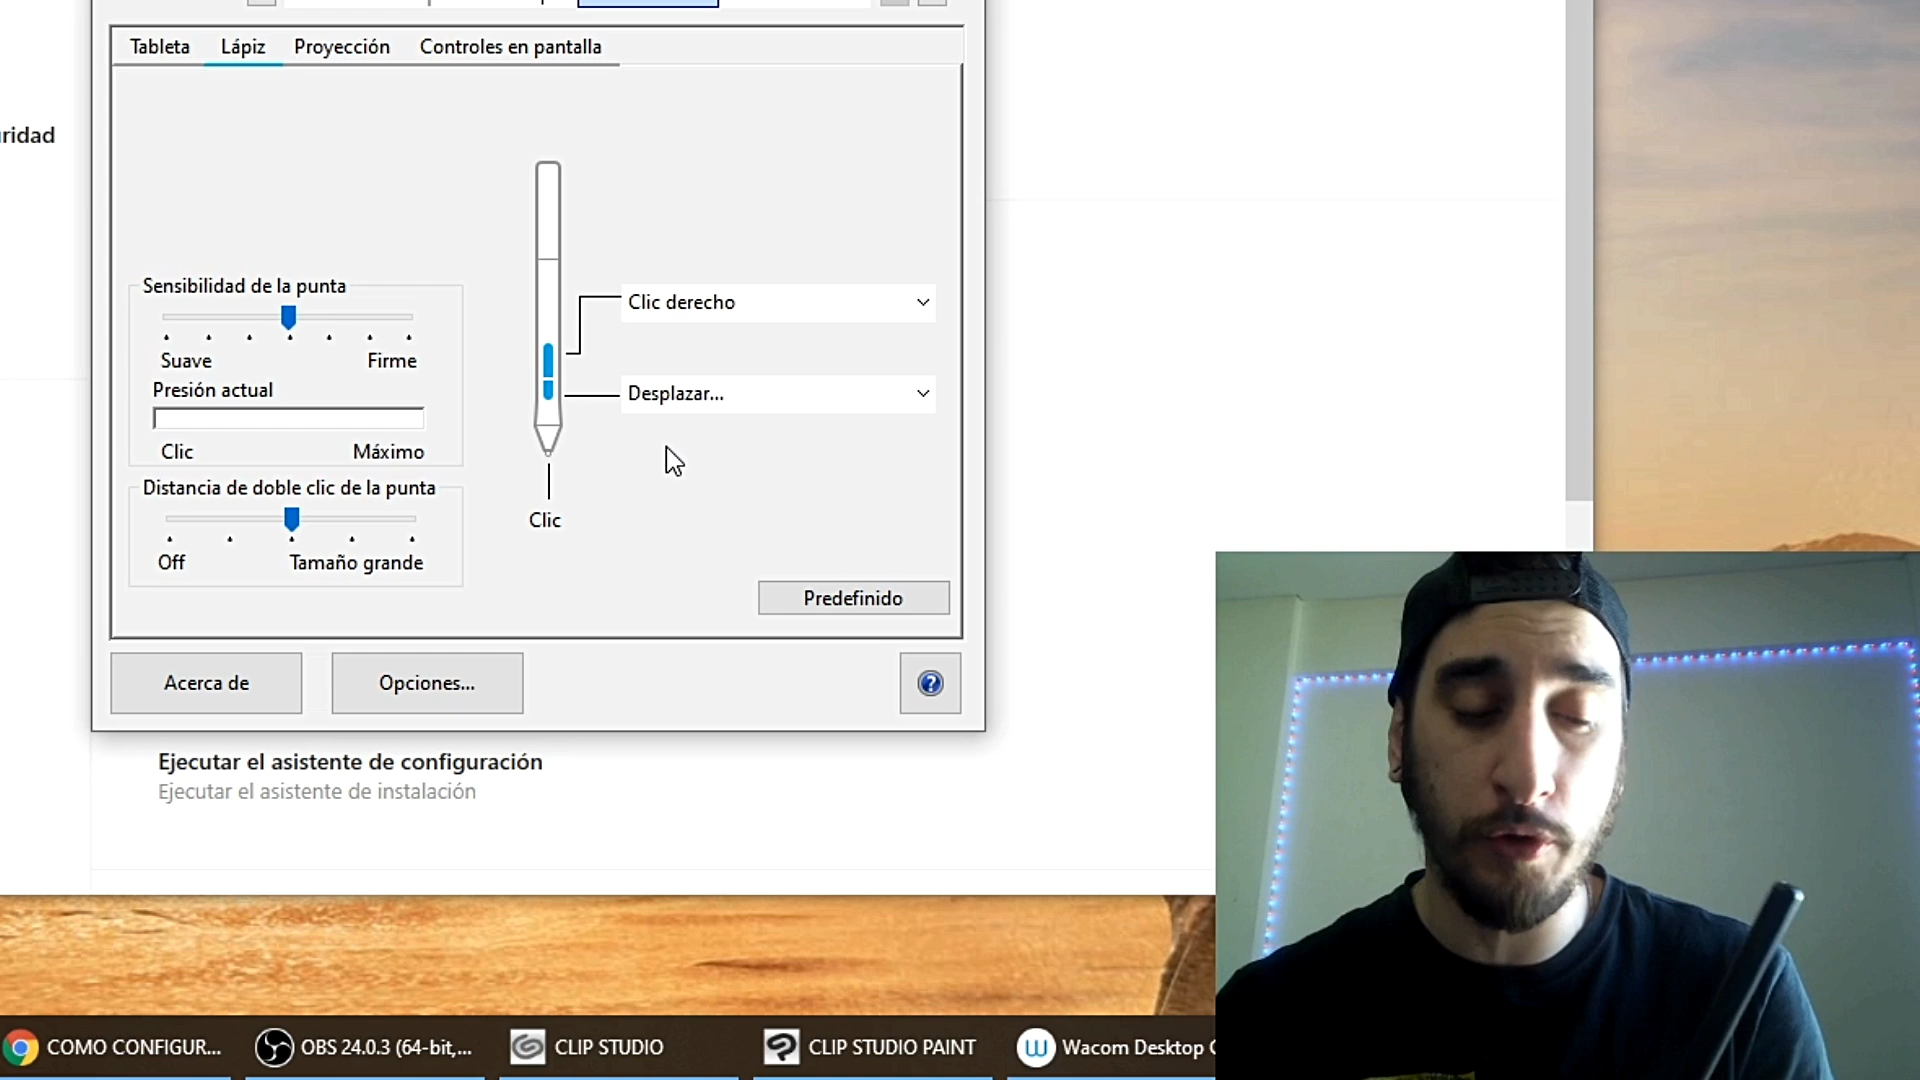 Tableta Lápiz Proyección Controles en pantalla
ridad
Sensibilidad de la punta
Suave Firme
Presión actual
Clic Máximo
Clic derecho
Desplazar...
Clic
Distancia de doble clic de la punta
Off Tamaño grande
Predefinido
Acerca de Opciones... ?
Ejecutar el asistente de configuración
Ejecutar el asistente de instalación
COMO CONFIGUR... OBS 24.0.3 (64-bit,... CLIP STUDIO CLIP STUDIO PAINT Wacom Desktop